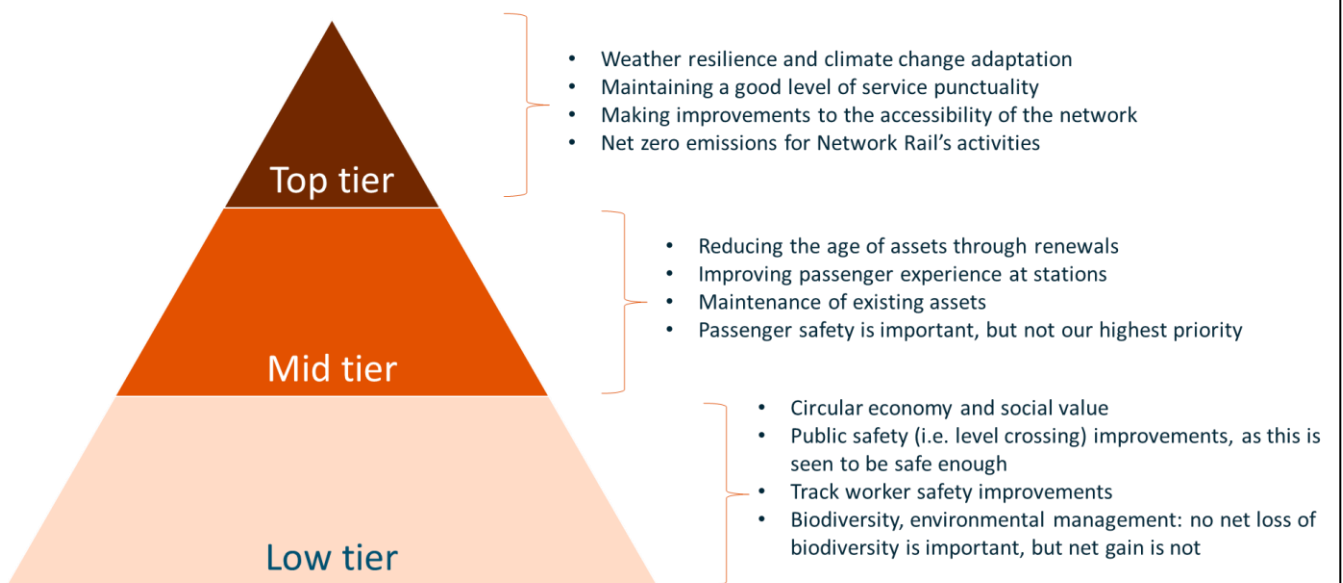 • Weather resilience and climate change adaptation
• Maintaining a good level of service punctuality
• Making improvements to the accessibility of the network
• Net zero emissions for Network Rail’s activities
Top tier
• Reducing the age of assets through renewals
• Improving passenger experience at stations
• Maintenance of existing assets
• Passenger safety is important, but not our highest priority
Mid tier
• Circular economy and social value
• Public safety (i.e. level crossing) improvements, as this is
seen to be safe enough
• Track worker safety improvements
• Biodiversity, environmental management: no net loss of
biodiversity is important, but net gain is not
Low tier